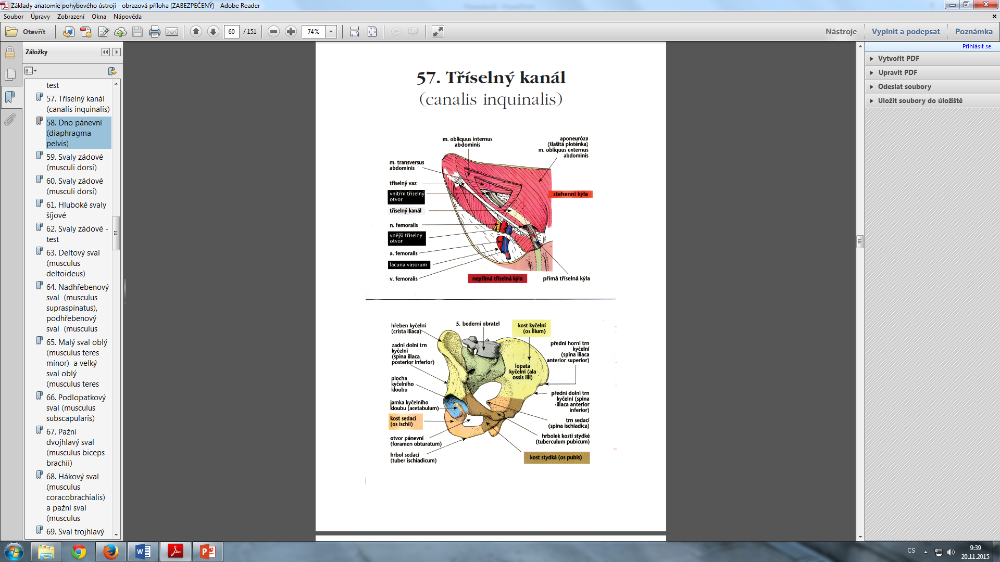 Základy anatomie pohybového ústrojí - obrazová příloha (ZABEZPEČENÝ) - Adobe Reader
Soubor Úpravy Zobrazení Okna Nápověda
Otevřít 60 / 151 74% Nástroje Vyplnit a podepsat Poznámka
Záložky
test
57. Tříselný kanál
(canalis inquinalis)
58. Dno pánevní
(diaphragma
pelvis)
59. Svaly zádové
(musculi dorsi)
60. Svaly zádové
(musculi dorsi)
61. Hluboké svaly
šíjové
62. Svaly zádové -
test
63. Deltový sval
(musculus
deltoideus)
64. Nadhřebenový
sval (musculus
supraspinatus),
podhřebenový
sval (musculus
65. Malý sval oblý
(musculus teres
minor) a velký
sval oblý
(musculus teres
66. Podlopatkový
sval (musculus
subscapularis)
67. Pažní
dvojhlavý sval
(musculus biceps
brachii)
68. Hákový sval
(musculus
coracobrachialis)
a pažní sval
(musculus
69. Sval trojhlavý
57. Tříselný kanál
(canalis inquinalis)
m. obliquus internus
abdominis
aponeuróza
(šlašitá ploténka)
m. obliquus externus
abdominis
m. transversus
abdominis
tříselný vaz
vnitřní tříselný
otvor
stehenní kýla
tříselný kanál
n. femoralis
vnější tříselný
otvor
a. femoralis
lacuna vasorum
v. femoralis
nepřímá tříselná kýla
přímá tříselná kýla
hřeben kyčelní
(crista iliaca)
5. bederní obratel
kost kyčelní
(os ilium)
zadní dolní trn
kyčelní
(spina iliaca
posterior inferior)
přední horní trn
kyčelní
(spina iliaca
anterior superior)
lopata
kyčelní (ala
ossis ilii)
plocha
kyčelního
kloubu
přední dolní trn
kyčelní (spina
iliaca anterior
inferior)
jamka kyčelního
kloubu (acetabulum)
kost sedací
(os ischii)
trn sedací
(spina ischiadica)
otvor pánevní
(foramen obturatum)
hrbolek kosti stydké
(tuberculum pubicum)
hrbol sedací
(tuber ischiadicum)
kost stydká (os pubis)
Přihlásit se
Vytvořit PDF
Upravit PDF
Odeslat soubory
Uložit soubory do úložiště
CS
9:39
20.11.2015